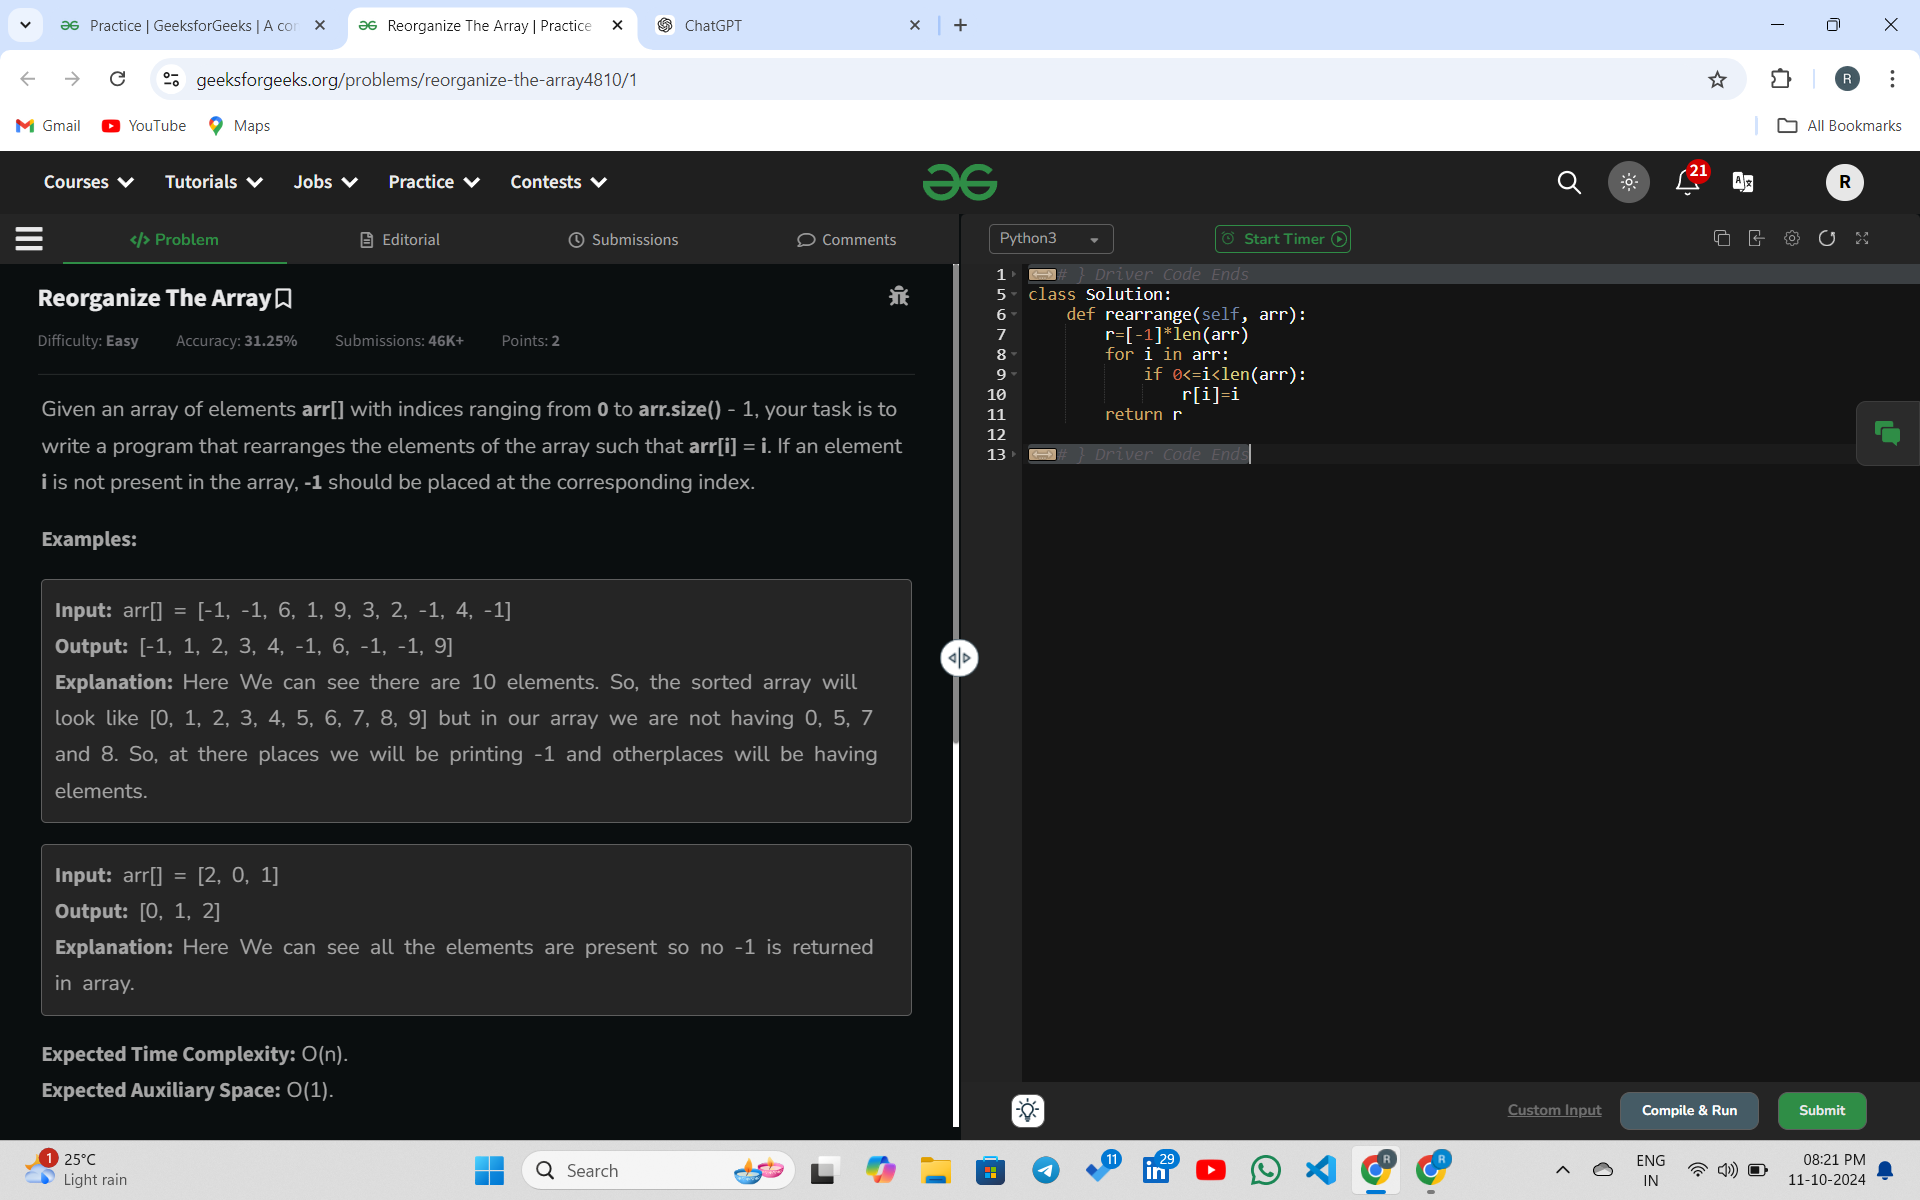 Practice | GeeksforGeeks | A cor
Reorganize The Array | Practice
ChatGPT
geeksforgeeks.org/problems/reorganize-the-array4810/1
R
Gmail
YouTube
Maps
All Bookmarks
Courses
Tutorials
Jobs
Practice
Contests
21
R
Problem
Editorial
Submissions
Comments
Python3
Start Timer
Reorganize The Array
Difficulty: Easy
Accuracy: 31.25%
Submissions: 46K+
Points: 2
Given an array of elements arr[] with indices ranging from 0 to arr.size() - 1, your task is to
write a program that rearranges the elements of the array such that arr[i] = i. If an element
i is not present in the array, -1 should be placed at the corresponding index.
Examples:
Input: arr[] = [-1, -1, 6, 1, 9, 3, 2, -1, 4, -1]
Output: [-1, 1, 2, 3, 4, -1, 6, -1, -1, 9]
Explanation: Here We can see there are 10 elements. So, the sorted array will
look like [0, 1, 2, 3, 4, 5, 6, 7, 8, 9] but in our array we are not having 0, 5, 7
and 8. So, at there places we will be printing -1 and otherplaces will be having
elements.
Input: arr[] = [2, 0, 1]
Output: [0, 1, 2]
Explanation: Here We can see all the elements are present so no -1 is returned
in array.
Expected Time Complexity: O(n).
Expected Auxiliary Space: O(1).
1 # } Driver Code Ends
5 class Solution:
6 def rearrange(self, arr):
7 r=[-1]*len(arr)
8 for i in arr:
9 if 0<=i<len(arr):
10 r[i]=i
11 return r
12
13 # } Driver Code Ends
Custom Input
Compile & Run
Submit
1
25°C
Light rain
Search
11
29
R
R
ENG
IN
08:21 PM
11-10-2024